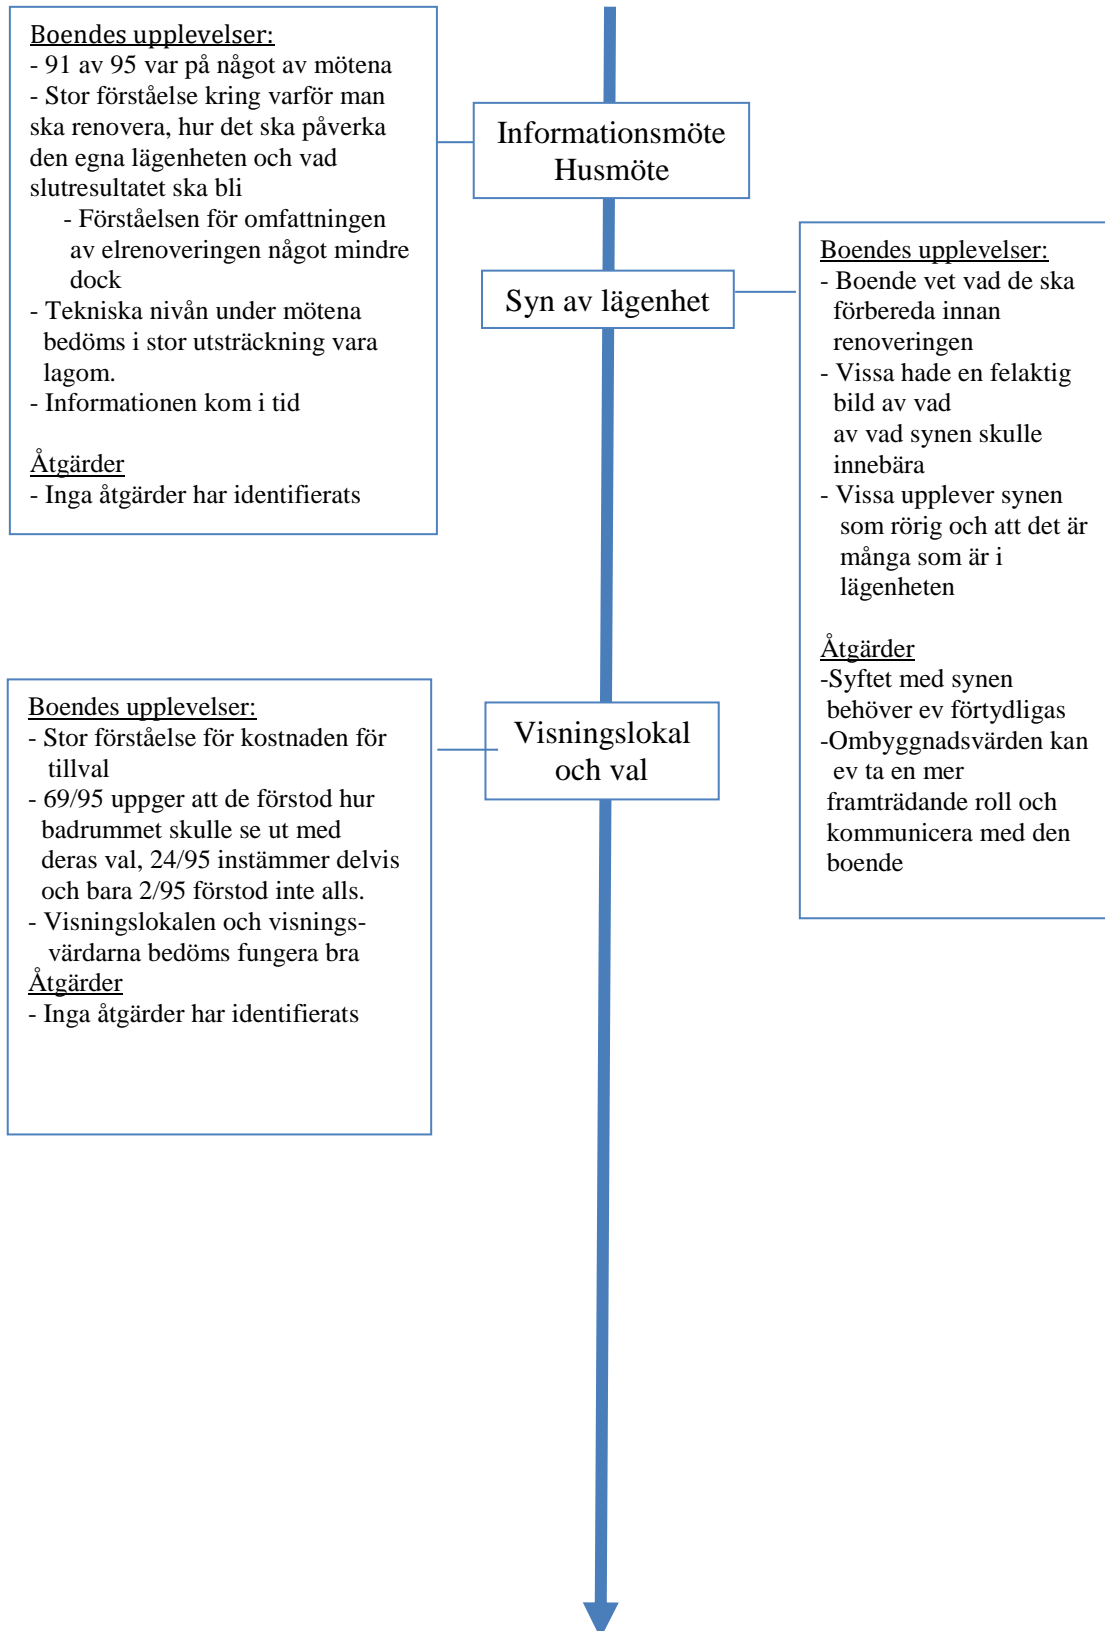 Boendes upplevelser:
- 91 av 95 var på något av mötena
- Stor förståelse kring varför man
ska renovera, hur det ska påverka
den egna lägenheten och vad
slutresultatet ska bli
- Förståelsen för omfattningen
av elrenoveringen något mindre
dock
- Tekniska nivån under mötena
bedöms i stor utsträckning vara
lagom.
- Informationen kom i tid
Åtgärder
- Inga åtgärder har identifierats
Informationsmöte
Husmöte
Syn av lägenhet
Boendes upplevelser:
- Boende vet vad de ska
förbereda innan
renoveringen
- Vissa hade en felaktig
bild av vad
av vad synen skulle
innebära
- Vissa upplever synen
som rörig och att det är
många som är i
lägenheten
Åtgärder
-Syftet med synen
behöver ev förtydligas
-Ombyggnadsvärden kan
ev ta en mer
framträdande roll och
kommunicera med den
boende
Boendes upplevelser:
- Stor förståelse för kostnaden för
tillval
- 69/95 uppger att de förstod hur
badrummet skulle se ut med
deras val, 24/95 instämmer delvis
och bara 2/95 förstod inte alls.
- Visningslokalen och visnings-
värdarna bedöms fungera bra
Åtgärder
- Inga åtgärder har identifierats
Visningslokal
och val